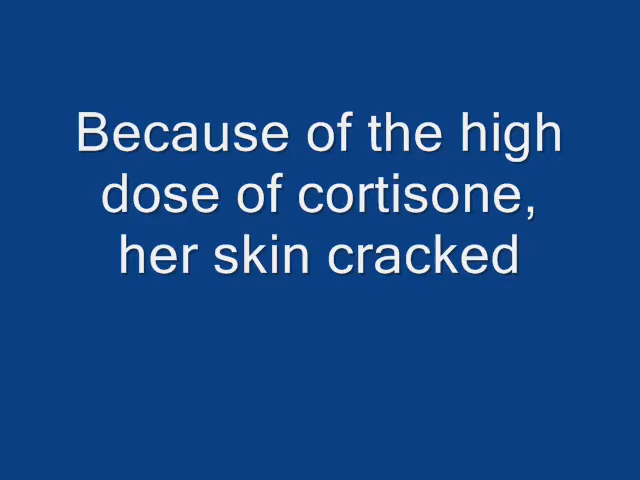 Because of the high
dose of cortisone,
her skin cracked